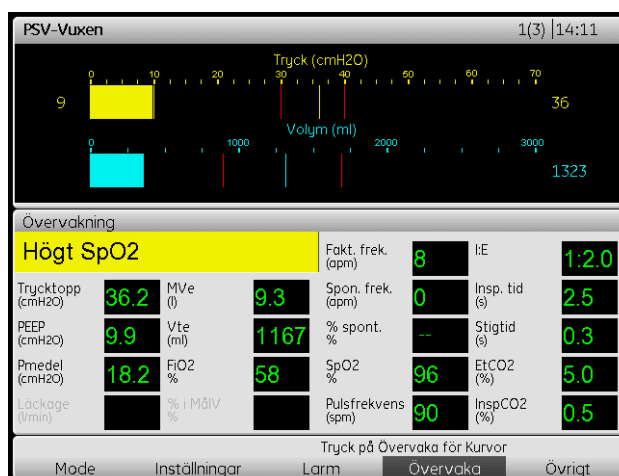 PSV-Vuxen 1(3) 14:11
Tryck (cmH2O)
0 10 20 30 40 50 60 70
9 36
Volym (ml)
0 1000 2000 3000
1323
Övervakning
Högt SpO2
Fakt. frek. (apm) 8 I:E 1:2.0
Trycktopp (cmH2O) 36.2 MVe (l) 9.3 Spon. frek. (apm) 0 Insp. tid (s) 2.5
PEEP (cmH2O) 9.9 Vte (ml) 1167 % spont. % -- Stigtid (s) 0.3
Pmedel (cmH2O) 18.2 FiO2 % 58 SpO2 % 96 EtCO2 (%) 5.0
Läckage (l/min) % i MålV % Pulsfrekvens (spm) 90 InspCO2 (%) 0.5
Tryck på Övervaka för Kurvor
Mode Inställningar Larm Övervaka Övrigt